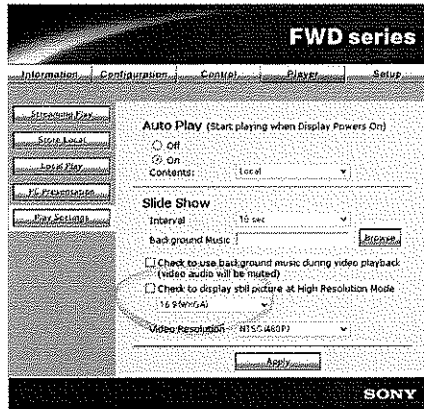 FWD series
Information Configuration Control Player Setup
Streaming Play
Store Local
Local Play
PC Presentation
Play Settings
Auto Play (Start playing when Display Powers On)
Off
On
Contents: Local
Slide Show
Interval 10 sec
Background Music Browse
Check to use background music during video playback
(video audio will be muted)
Check to display still picture at High Resolution Mode
16:9(WXGA)
Video Resolution NTSC(480P)
Apply
SONY